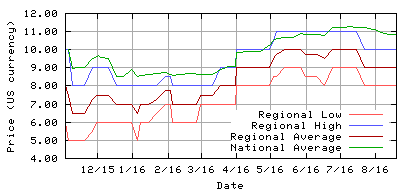 12.00
11.00
10.00
9.00
8.00
7.00
6.00
5.00
4.00
Price (US currency)
12/15 1/16 2/16 3/16 4/16 5/16 6/16 7/16 8/16
Date
Regional Low
Regional High
Regional Average
National Average